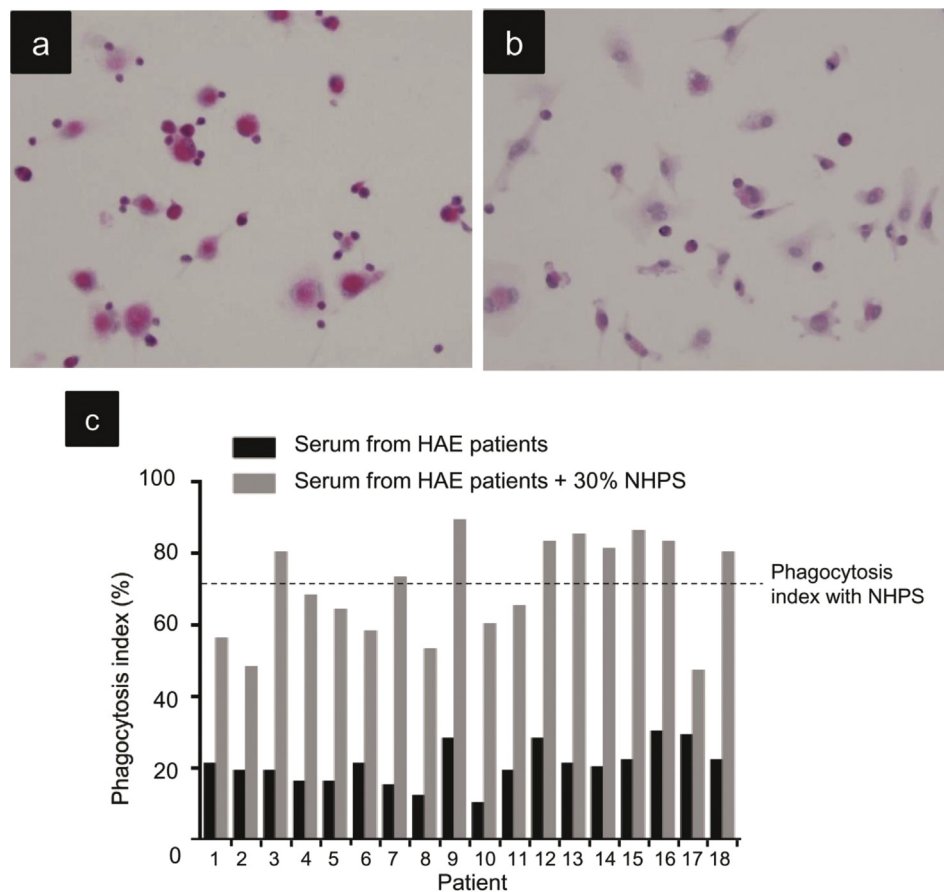 a
b
c
Serum from HAE patients
Serum from HAE patients + 30% NHPS
Phagocytosis index (%)
100
80
60
40
20
0
Phagocytosis
index with NHPS
1 2 3 4 5 6 7 8 9 10 11 12 13 14 15 16 17 18
Patient